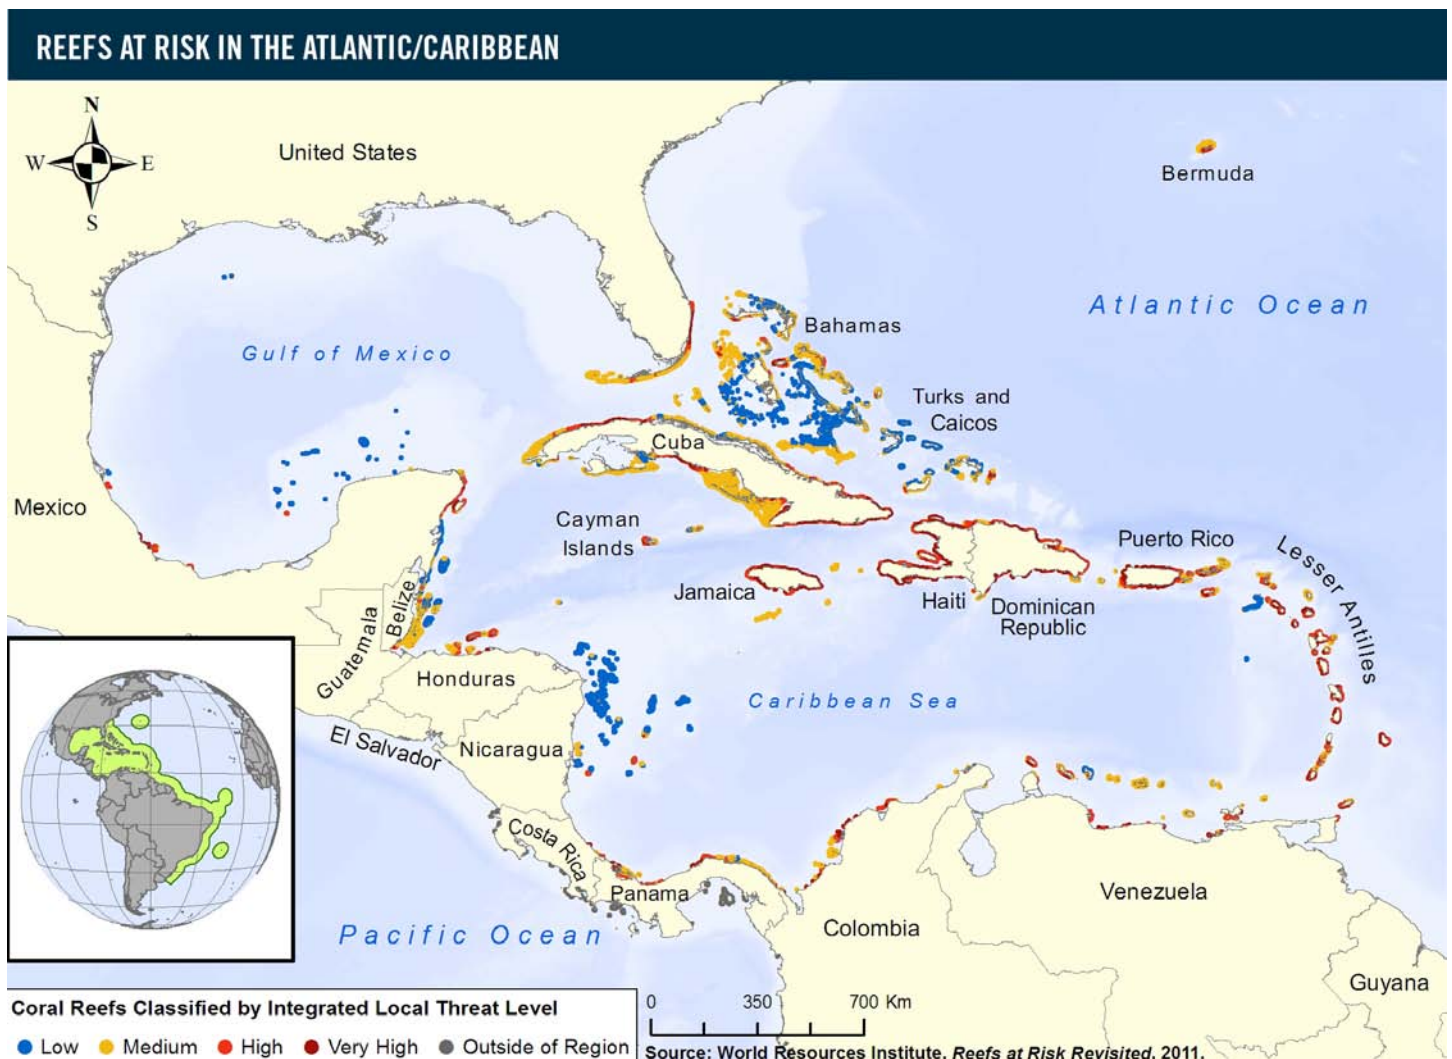 REEFS AT RISK IN THE ATLANTIC/CARIBBEAN
N
W
E
S
United States
Bermuda
Atlantic Ocean
Gulf of Mexico
Bahamas
Turks and
Caicos
Cuba
Mexico
Cayman
Islands
Jamaica
Haiti
Dominican
Republic
Puerto Rico
Lesser Antilles
Belize
Guatemala
Honduras
El Salvador
Nicaragua
Caribbean Sea
Costa Rica
Panama
Pacific Ocean
Colombia
Venezuela
Guyana
Coral Reefs Classified by Integrated Local Threat Level
Low
Medium
High
Very High
Outside of Region
0
350
700 Km
Source: World Resources Institute, Reefs at Risk Revisited, 2011.